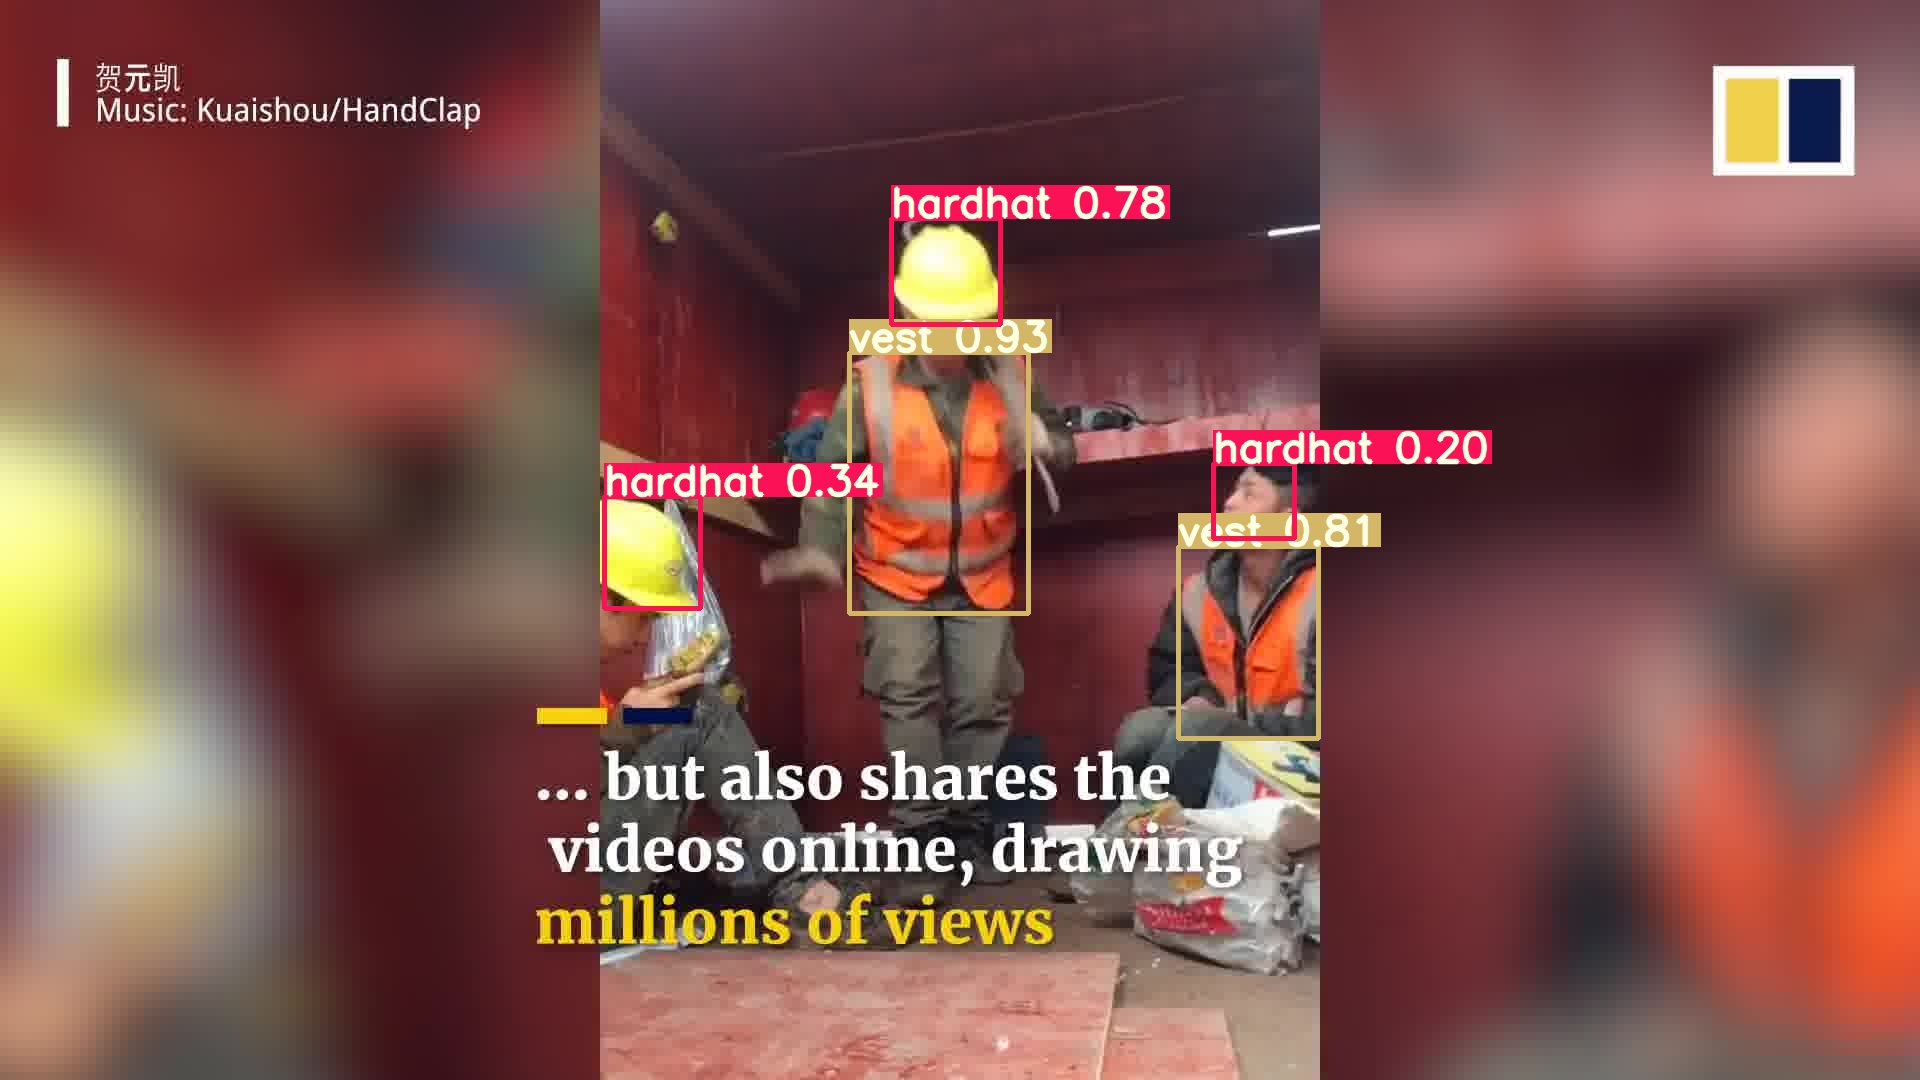 贺元凯
Music: Kuaishou/HandClap
hardhat 0.78
vest 0.93
hardhat 0.20
hardhat 0.34
vest 0.81
... but also shares the
videos online, drawing
millions of views